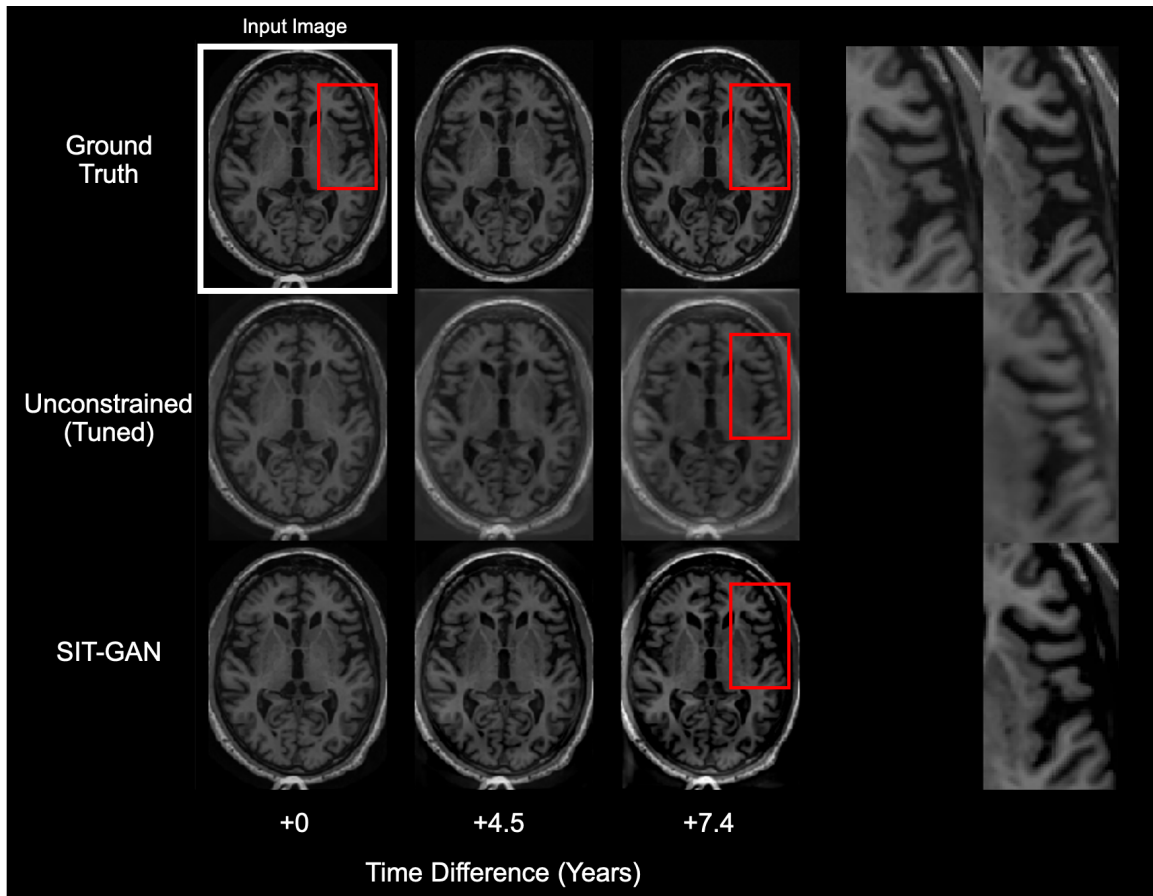 Input Image
Ground
Truth
Unconstrained
(Tuned)
SIT-GAN
+0
+4.5
+7.4
Time Difference (Years)